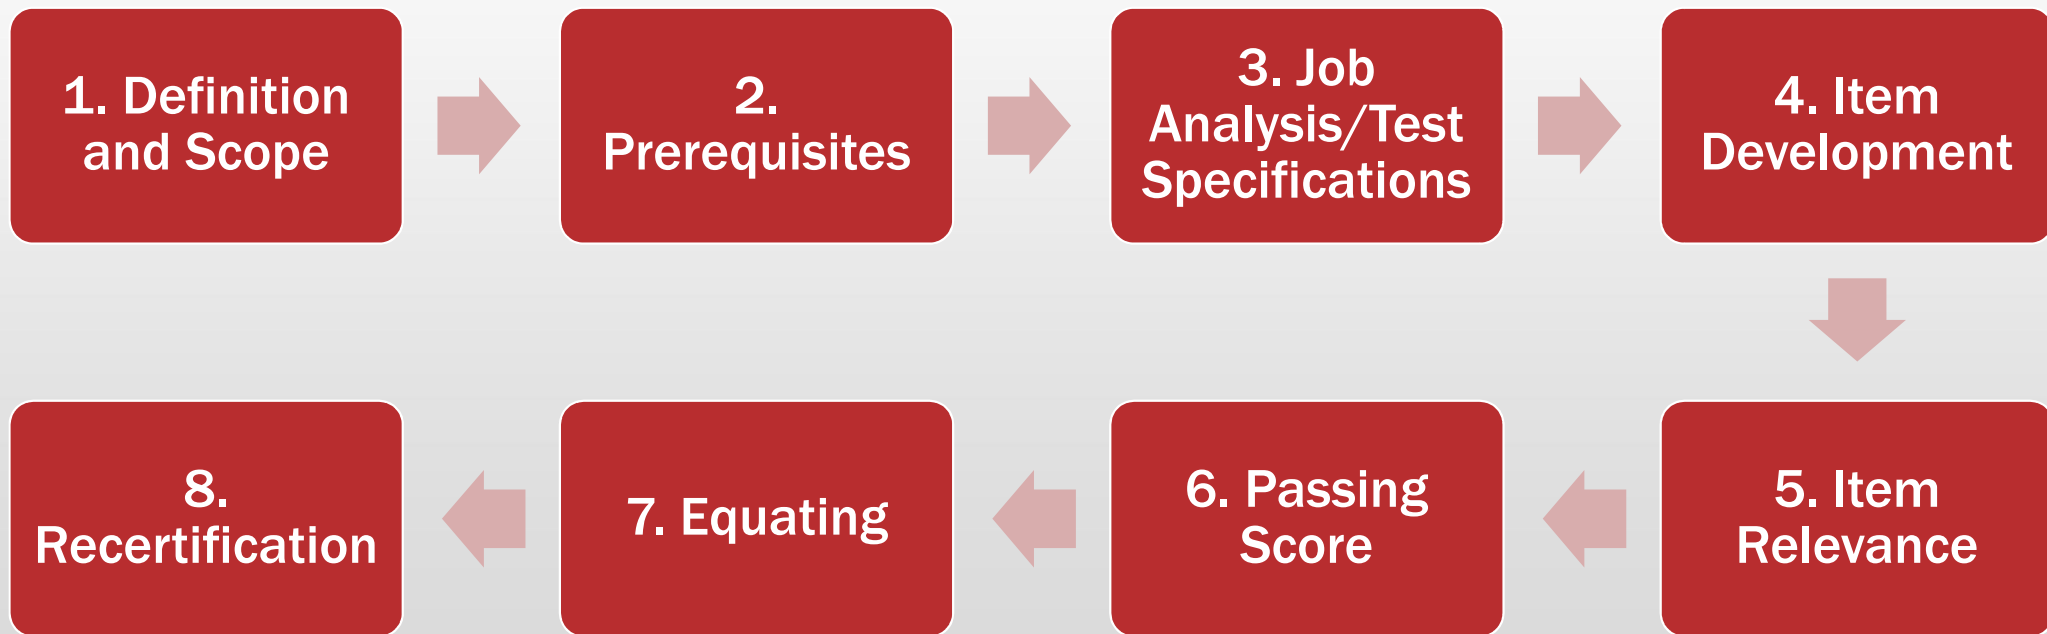 1. Definition
and Scope
2.
Prerequisites
3. Job
Analysis/Test
Specifications
4. Item
Development
5. Item
Relevance
6. Passing
Score
7. Equating
8.
Recertification